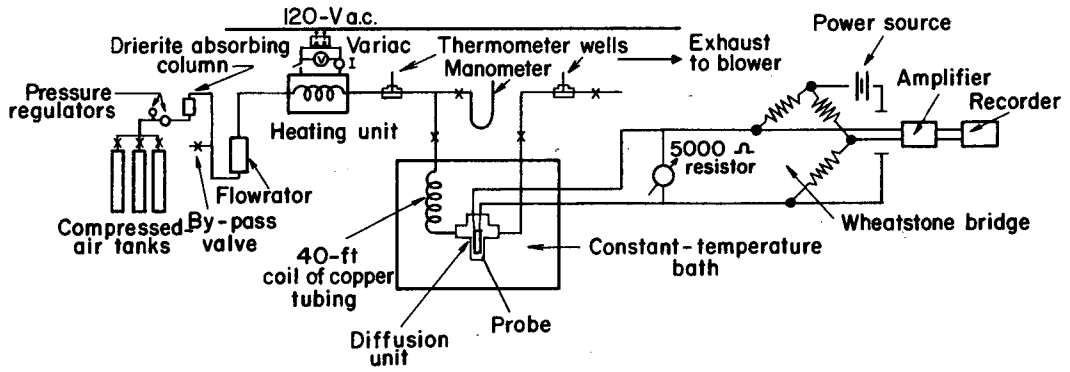 120-V a.c.
Drierite absorbing
column
Variac
V
I
Thermometer wells
Manometer
Exhaust
to blower
Power source
Amplifier
Recorder
Pressure
regulators
Heating unit
5000 Ω
resistor
Flowrator
Compressed-
air tanks
By-pass
valve
Wheatstone bridge
40-ft
coil of copper
tubing
Constant-temperature
bath
Probe
Diffusion
unit